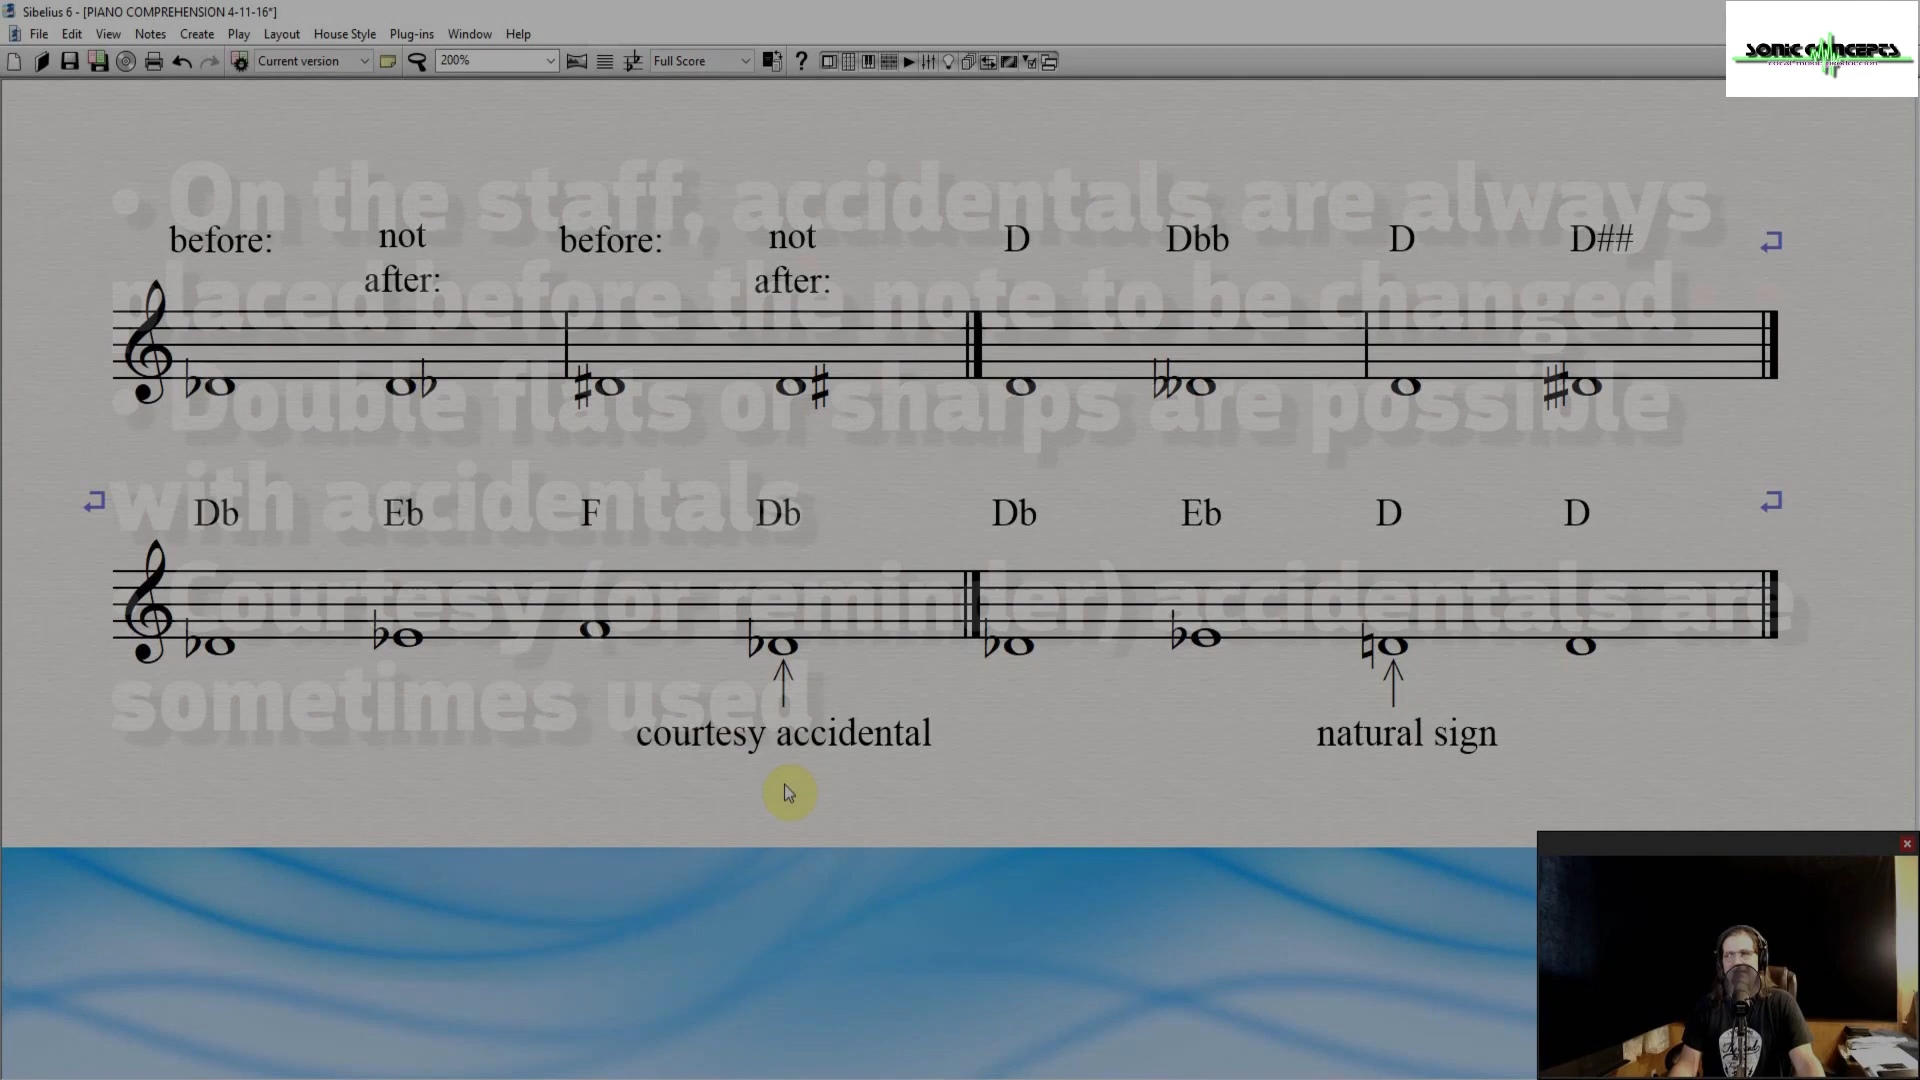 Sibelius 6 - [PIANO COMPREHENSION 4-11-16*]
File Edit View Notes Create Play Layout House Style Plug-ins Window Help
Current version 200% Full Score
SONIC CONCEPTS
• On the staff, accidentals are always
placed before the note to be changed
• Double flats or sharps are possible
with accidentals
Courtesy (or reminder) accidentals are
sometimes used
before: not after: before: not after: D Dbb D D##
Db Eb F Db Db Eb D D
courtesy accidental natural sign